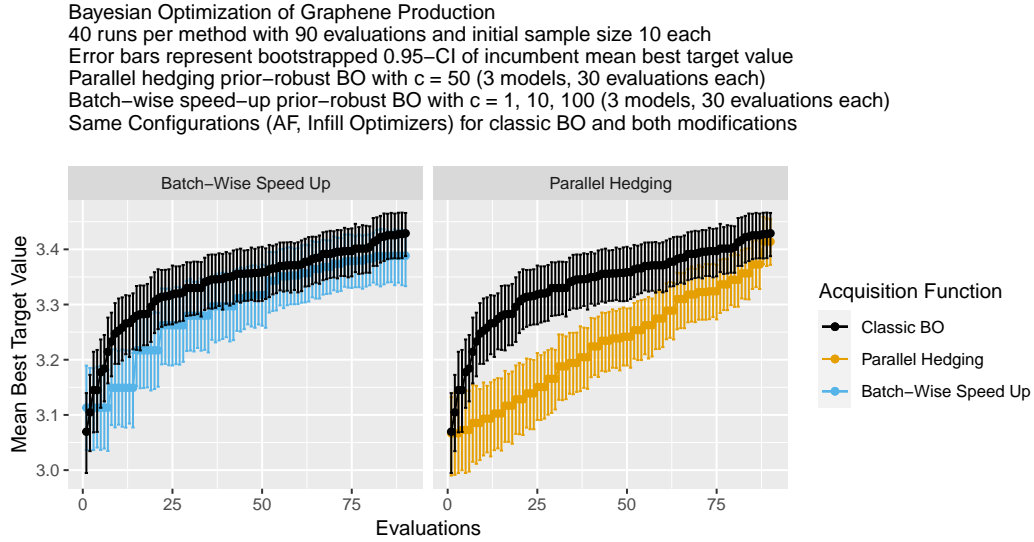 Bayesian Optimization of Graphene Production
40 runs per method with 90 evaluations and initial sample size 10 each
Error bars represent bootstrapped 0.95−CI of incumbent mean best target value
Parallel hedging prior−robust BO with c = 50 (3 models, 30 evaluations each)
Batch−wise speed−up prior−robust BO with c = 1, 10, 100 (3 models, 30 evaluations each)
Same Configurations (AF, Infill Optimizers) for classic BO and both modifications
Batch−Wise Speed Up
Parallel Hedging
Mean Best Target Value
3.4
3.3
3.2
3.1
3.0
0 25 50 75
0 25 50 75
Evaluations
Acquisition Function
Classic BO
Parallel Hedging
Batch−Wise Speed Up